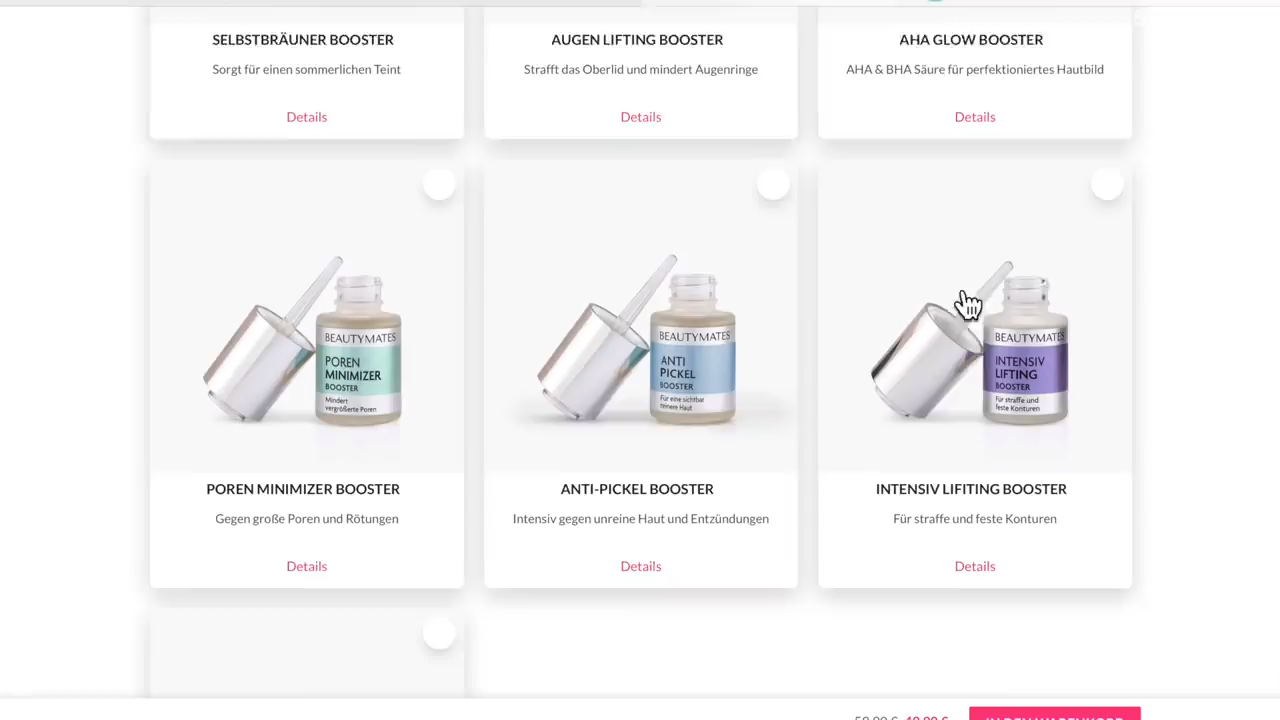 SELBSTBRÄUNER BOOSTER
Sorgt für einen sommerlichen Teint
Details
AUGEN LIFTING BOOSTER
Strafft das Oberlid und mindert Augenringe
Details
AHA GLOW BOOSTER
AHA & BHA Säure für perfektioniertes Hautbild
Details
BEAUTYMATES
POREN
MINIMIZER
BOOSTER
Mindert
vergrößerte Poren
POREN MINIMIZER BOOSTER
Gegen große Poren und Rötungen
Details
BEAUTYMATES
ANTI
PICKEL
BOOSTER
Für eine sichtbar
reinere Haut
ANTI-PICKEL BOOSTER
Intensiv gegen unreine Haut und Entzündungen
Details
BEAUTYMATES
INTENSIV
LIFTING
BOOSTER
Für straffe und
feste Konturen
INTENSIV LIFITING BOOSTER
Für straffe und feste Konturen
Details
IN DEN WARENKORB